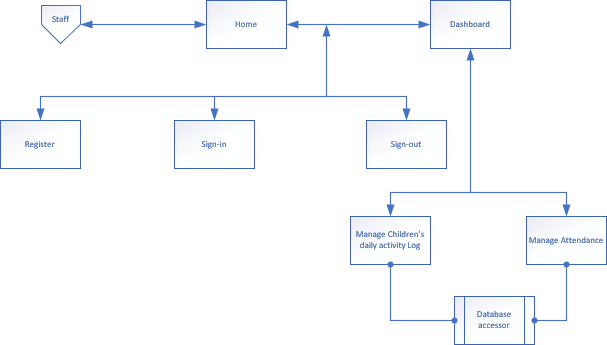 Staff
Home
Dashboard
Register
Sign-in
Sign-out
Manage Children's
daily activity Log
Manage Attendance
Database
accessor